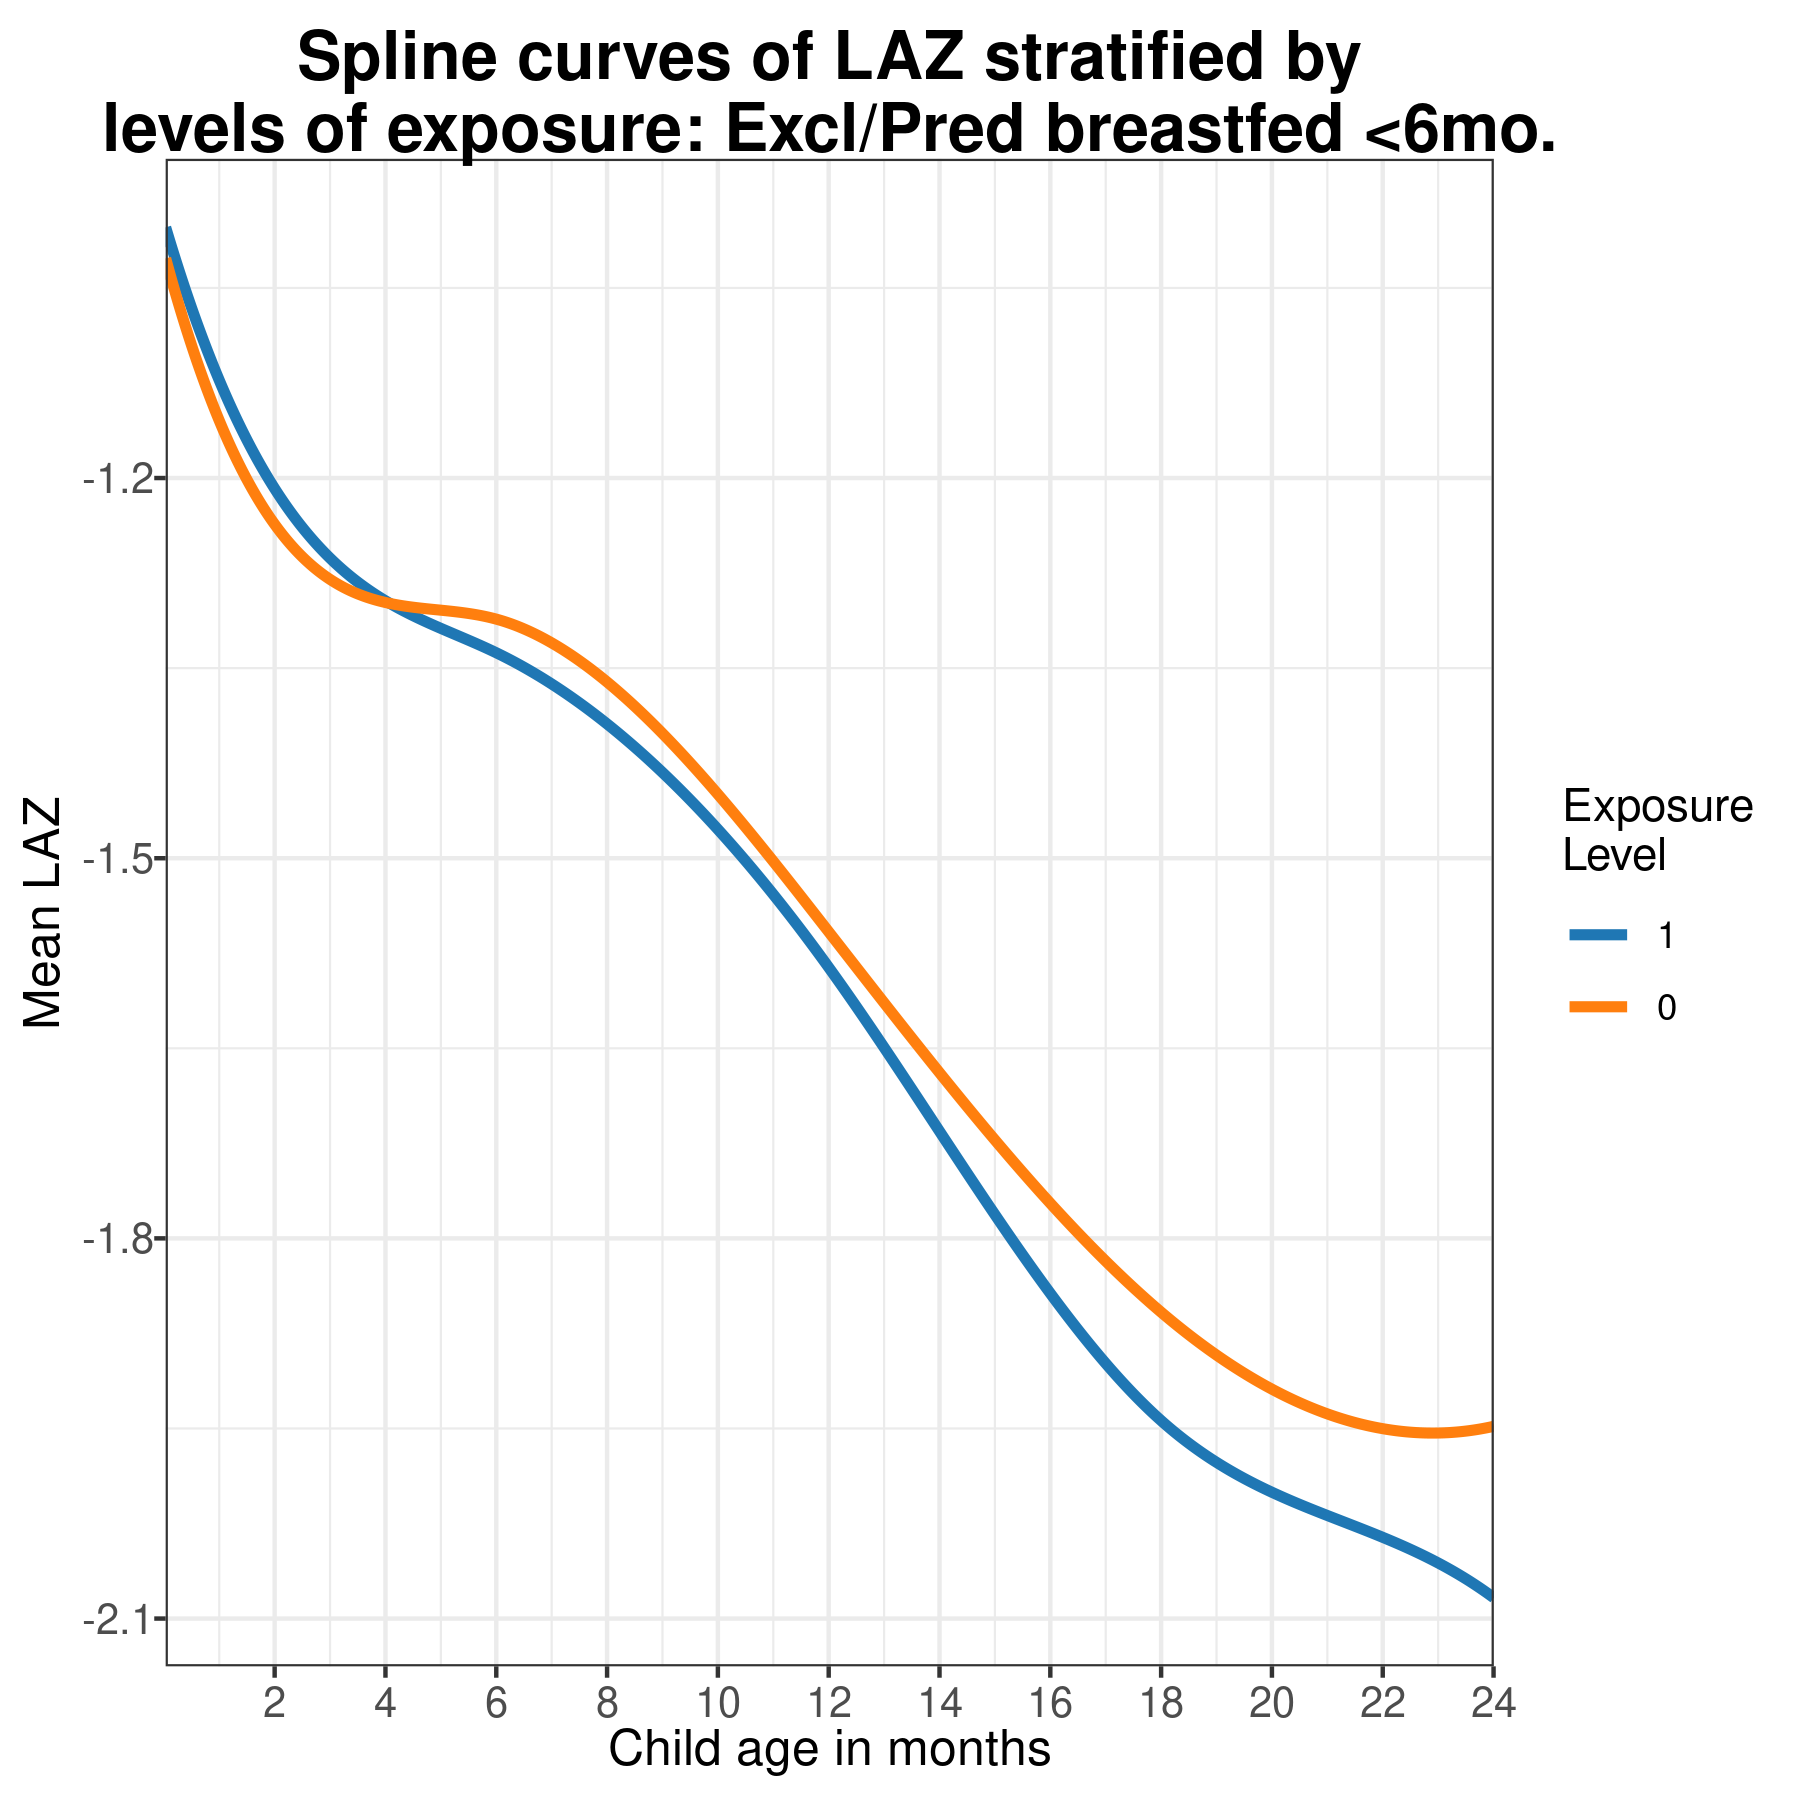 Spline curves of LAZ stratified by
levels of exposure: Excl/Pred breastfed <6mo.
Mean LAZ
-1.2
-1.5
-1.8
-2.1
2 4 6 8 10 12 14 16 18 20 22 24
Child age in months
Exposure
Level
1
0